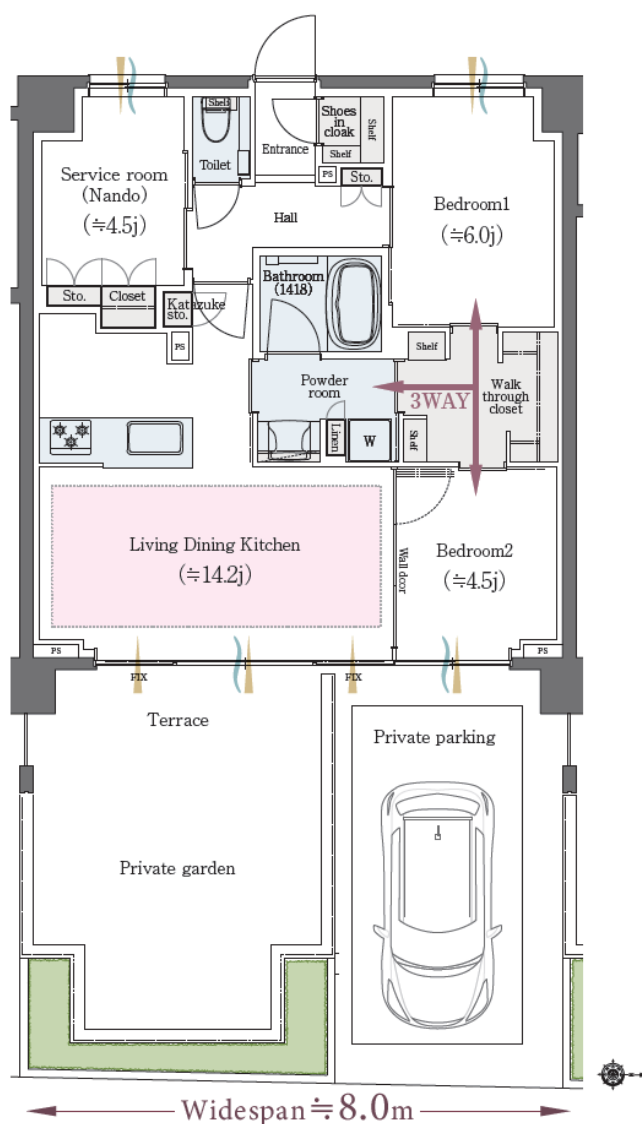 Shelf
Toilet
Entrance
Shoes
in
cloak
Shelf
Shelf
PS
Sto.
Service room
(Nando)
(≒4.5j)
Hall
Bedroom1
(≒6.0j)
Sto.
Closet
Katazuke
sto.
PS
Bathroom
(1418)
Shelf
Powder
room
3WAY
Walk
through
closet
Linen
W
Shelf
Living Dining Kitchen
(≒14.2j)
Wall door
Bedroom2
(≒4.5j)
PS
PS
FIX
FIX
Terrace
Private parking
Private garden
Widespan≒8.0m